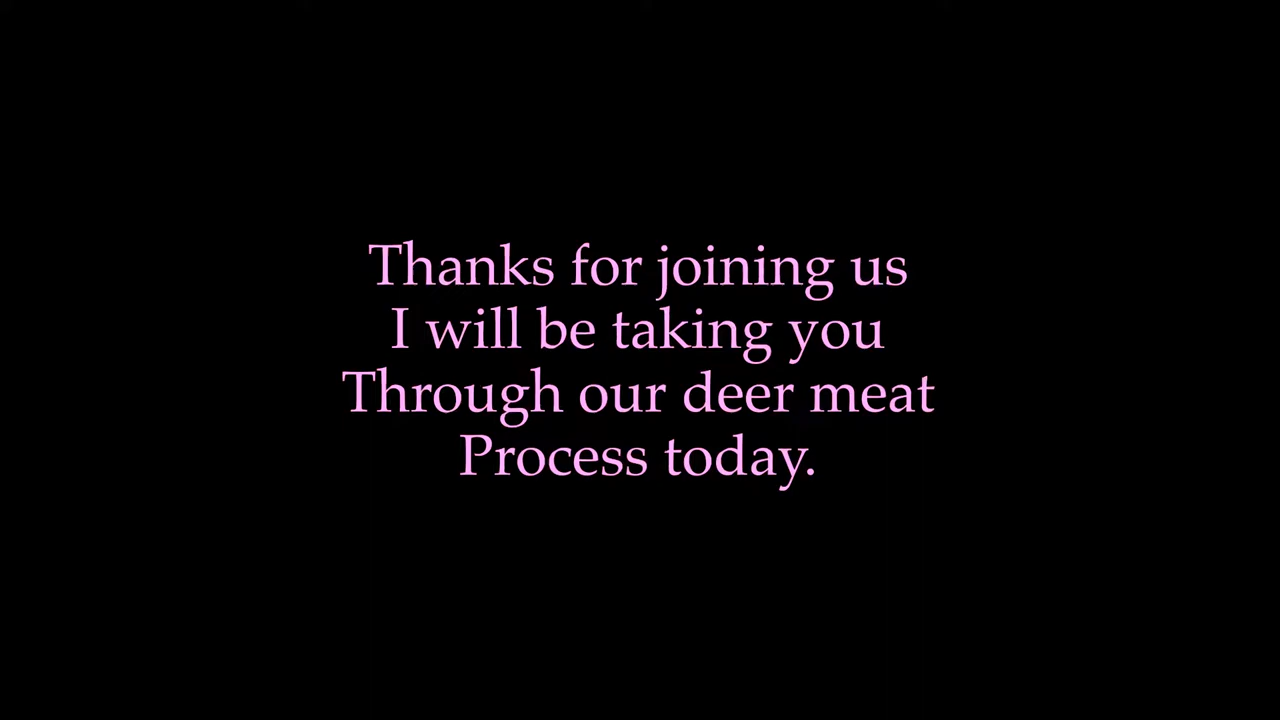 Thanks for joining us
I will be taking you
Through our deer meat
Process today.